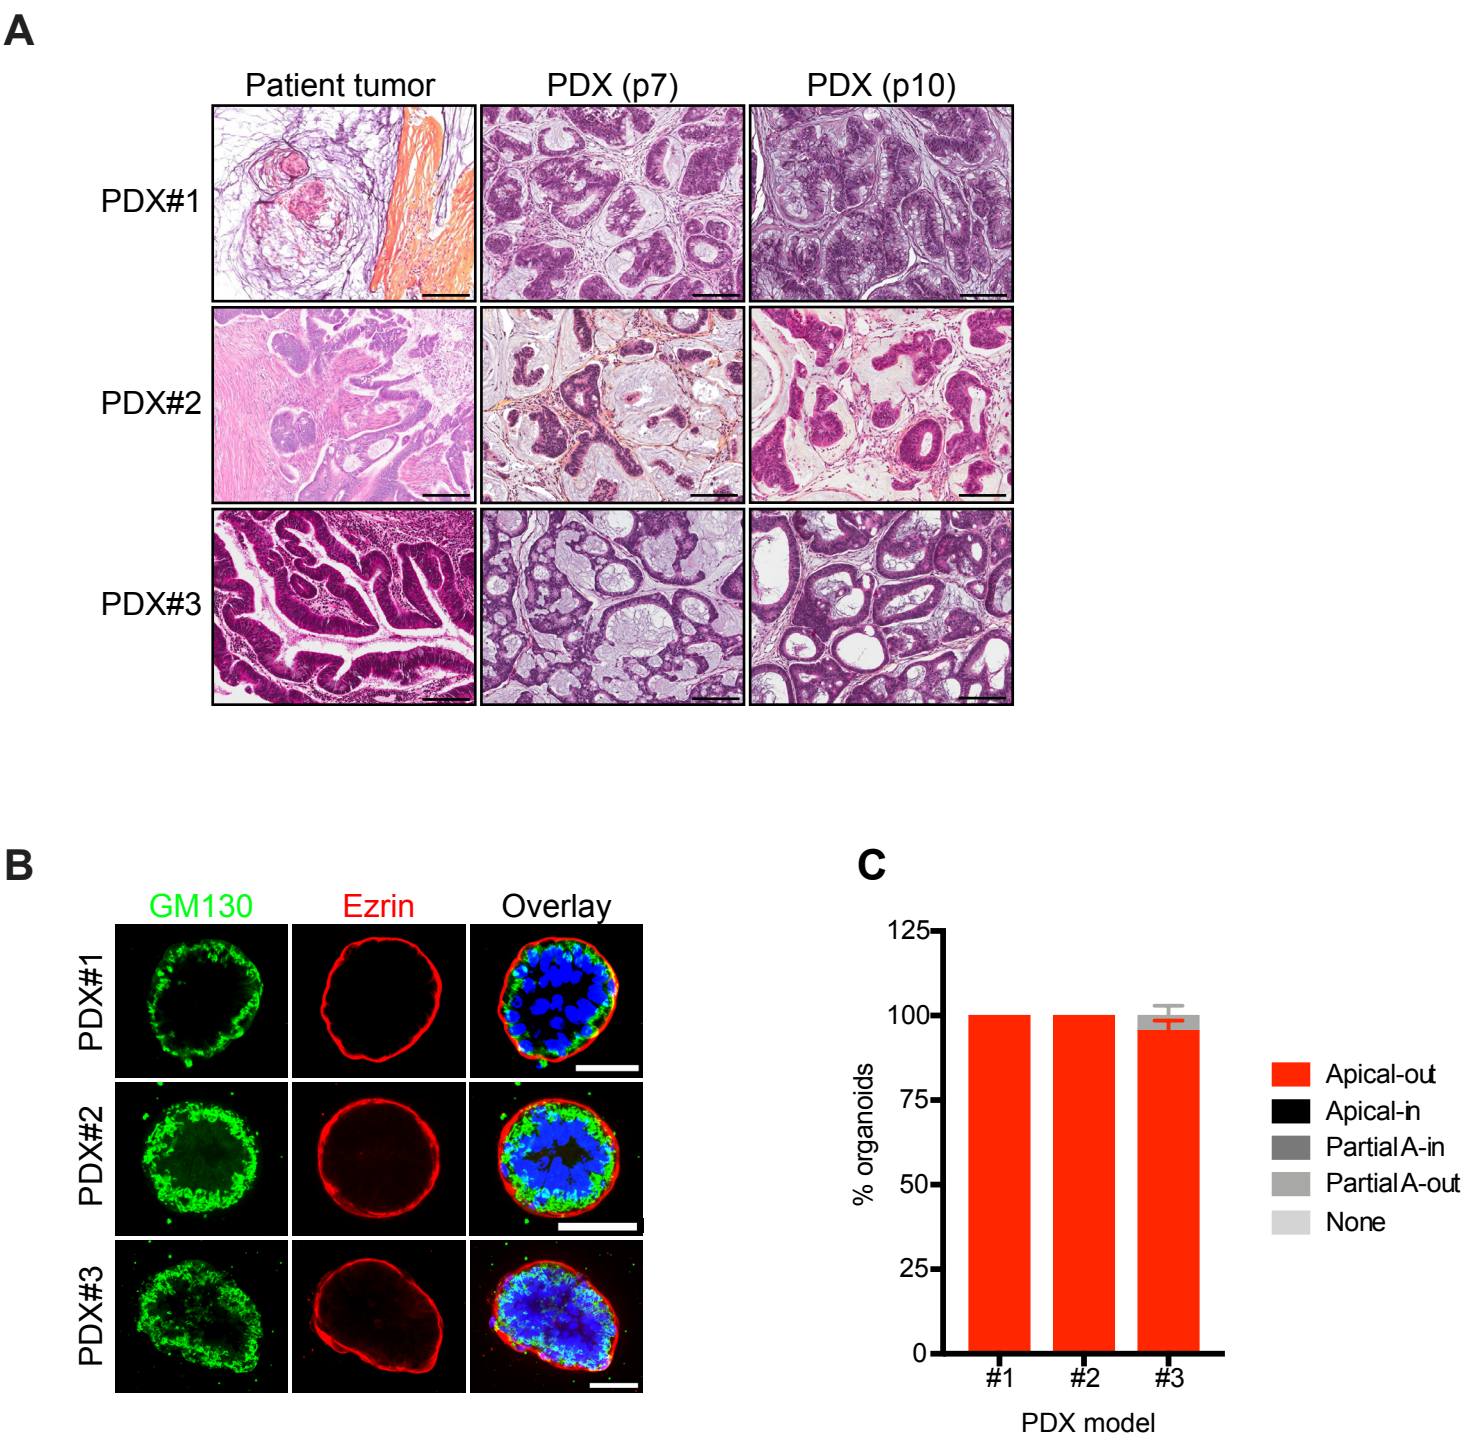 A
Patient tumor PDX (p7) PDX (p10)
PDX#1
PDX#2
PDX#3
B
GM130 Ezrin Overlay
PDX#1
PDX#2
PDX#3
C
125
100
75
50
25
0
% organoids
#1 #2 #3
PDX model
Apical-out
Apical-in
Partial A-in
Partial A-out
None